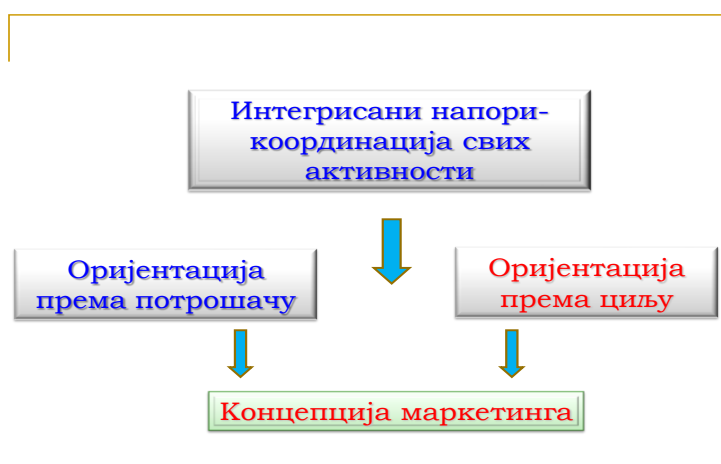 Интегрисани напори-
координација свих
активности
Оријентација
према потрошачу
Оријентација
према циљу
Концепција маркетинга